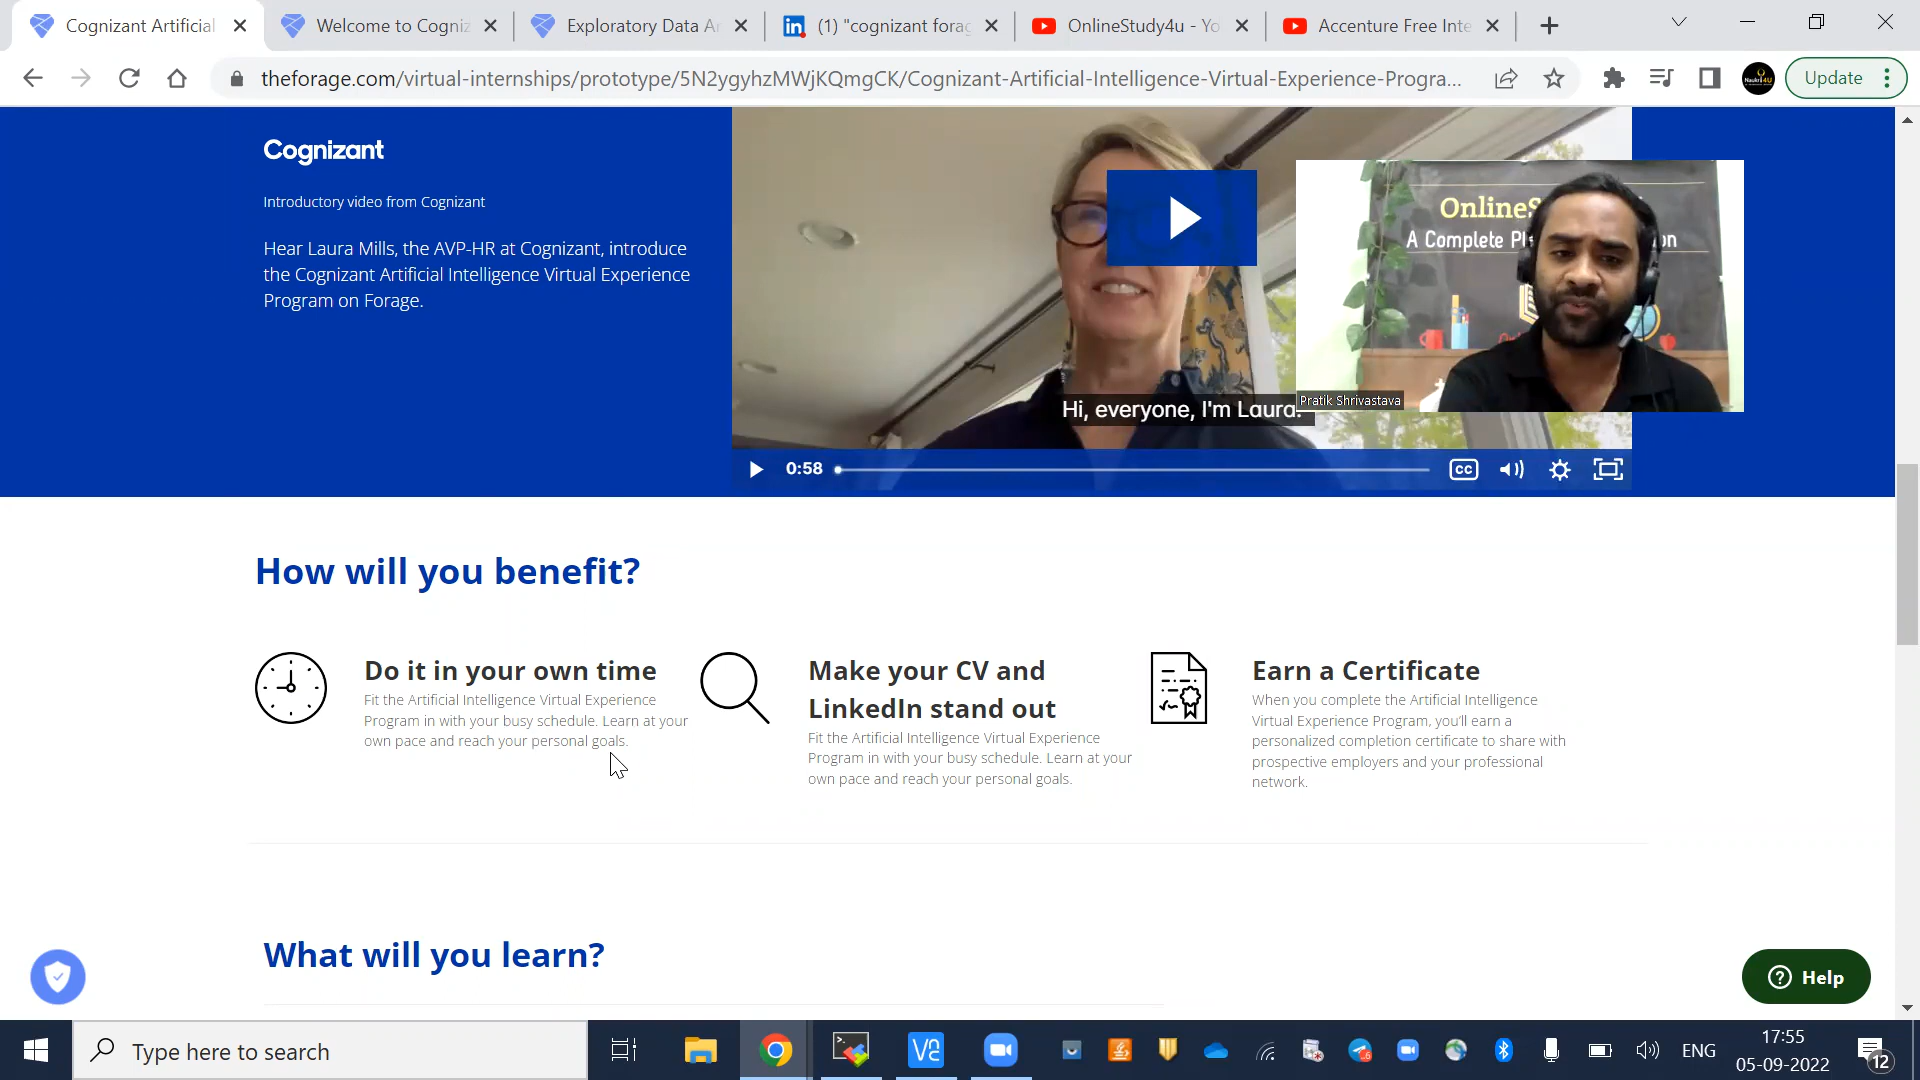 Cognizant Artificial
Welcome to Cogniz
Exploratory Data A
(1) "cognizant forag
OnlineStudy4u - Yo
Accenture Free Inte
theforage.com/virtual-internships/prototype/5N2ygyhzMWjKQmgCK/Cognizant-Artificial-Intelligence-Virtual-Experience-Progra...
Update
Cognizant
Introductory video from Cognizant
Hear Laura Mills, the AVP-HR at Cognizant, introduce
the Cognizant Artificial Intelligence Virtual Experience
Program on Forage.
OnlineS
A Complete Pl
on
Pratik Shrivastava
Hi, everyone, I'm Laura.
0:58
CC
How will you benefit?
Do it in your own time
Fit the Artificial Intelligence Virtual Experience
Program in with your busy schedule. Learn at your
own pace and reach your personal goals.
Make your CV and
LinkedIn stand out
Fit the Artificial Intelligence Virtual Experience
Program in with your busy schedule. Learn at your
own pace and reach your personal goals.
Earn a Certificate
When you complete the Artificial Intelligence
Virtual Experience Program, you'll earn a
personalized completion certificate to share with
prospective employers and your professional
network.
What will you learn?
Help
Type here to search
ENG
17:55
05-09-2022
12